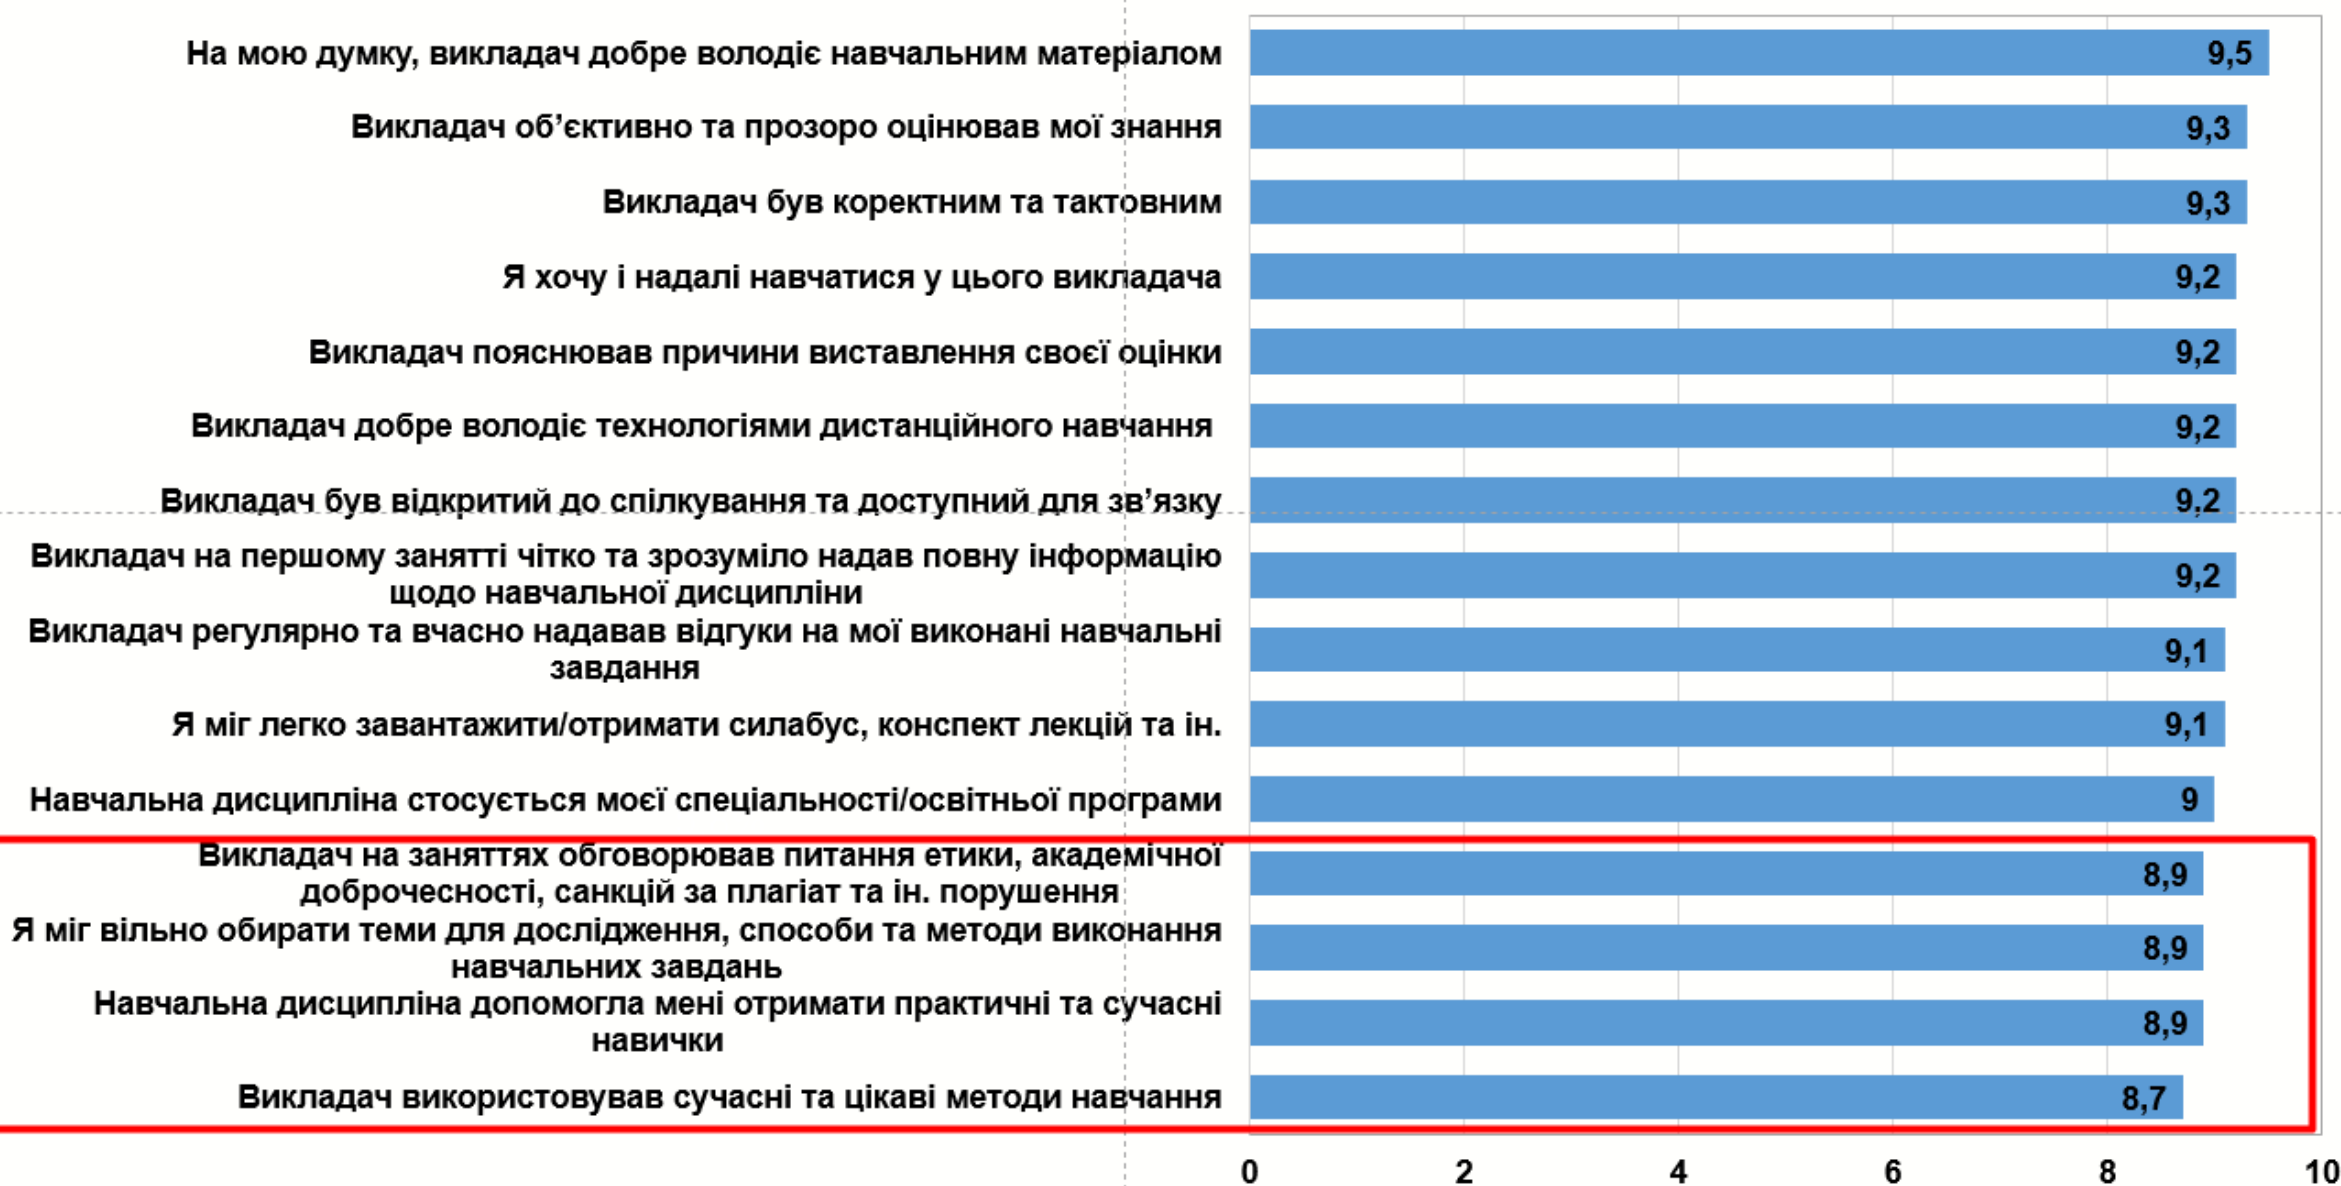 На мою думку, викладач добре володіє навчальним матеріалом
9,5
Викладач об’єктивно та прозоро оцінював мої знання
9,3
Викладач був коректним та тактовним
9,3
Я хочу і надалі навчатися у цього викладача
9,2
Викладач пояснював причини виставлення своєї оцінки
9,2
Викладач добре володіє технологіями дистанційного навчання
9,2
Викладач був відкритий до спілкування та доступний для зв’язку
9,2
Викладач на першому занятті чітко та зрозуміло надав повну інформацію
щодо навчальної дисципліни
9,2
Викладач регулярно та вчасно надавав відгуки на мої виконані навчальні
завдання
9,1
Я міг легко завантажити/отримати силабус, конспект лекцій та ін.
9,1
Навчальна дисципліна стосується моєї спеціальності/освітньої програми
9
Викладач на заняттях обговорював питання етики, академічної
доброчесності, санкцій за плагіат та ін. порушення
8,9
Я міг вільно обирати теми для дослідження, способи та методи виконання
навчальних завдань
8,9
Навчальна дисципліна допомогла мені отримати практичні та сучасні
навички
8,9
Викладач використовував сучасні та цікаві методи навчання
8,7
0 2 4 6 8 10